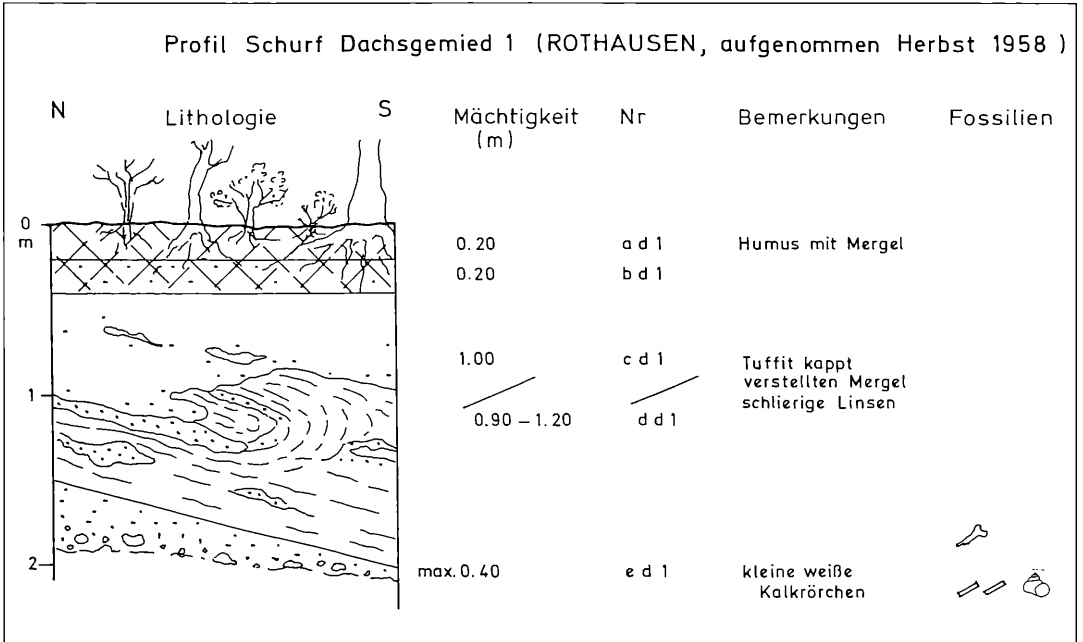 Profil Schurf Dachsgemied 1 (ROTHAUSEN, aufgenommen Herbst 1958 )
N
S
Lithologie
Mächtigkeit
(m)
Nr
Bemerkungen
Fossilien
0
m
0.20
a d 1
Humus mit Mergel
0.20
b d 1
1.00
c d 1
Tuffit kappt
verstellten Mergel
schlierige Linsen
1
0.90 – 1.20
d d 1
2
max. 0.40
e d 1
kleine weiße
Kalkrörchen